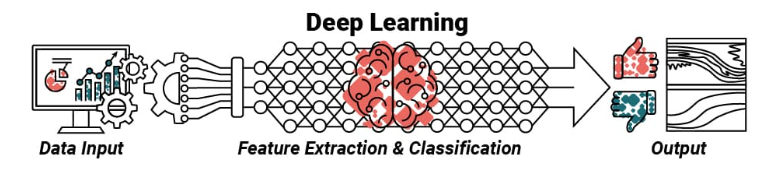 Deep Learning
Data Input
Feature Extraction & Classification
Output